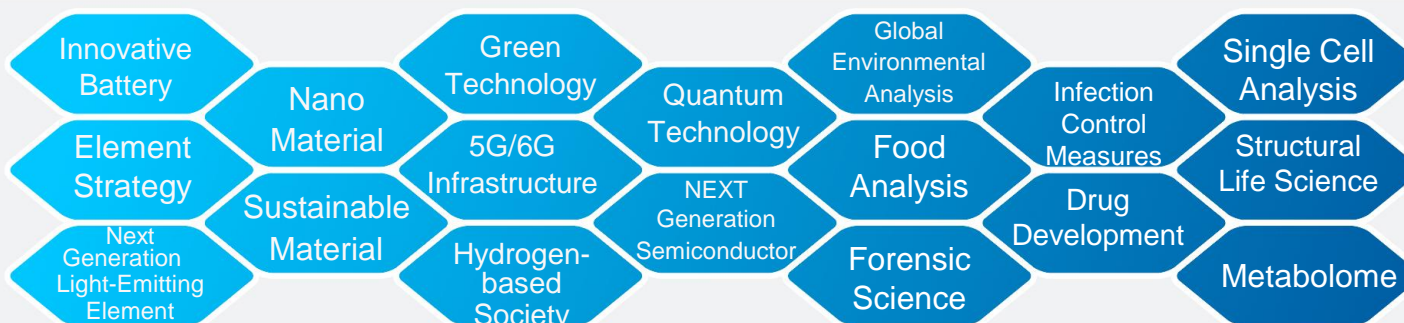 Innovative
Battery
Element
Strategy
Next
Generation
Light-Emitting
Element
Nano
Material
Sustainable
Material
Green
Technology
5G/6G
Infrastructure
Hydrogen-
based
Society
Quantum
Technology
NEXT
Generation
Semiconductor
Global
Environmental
Analysis
Food
Analysis
Forensic
Science
Infection
Control
Measures
Drug
Development
Single Cell
Analysis
Structural
Life Science
Metabolome